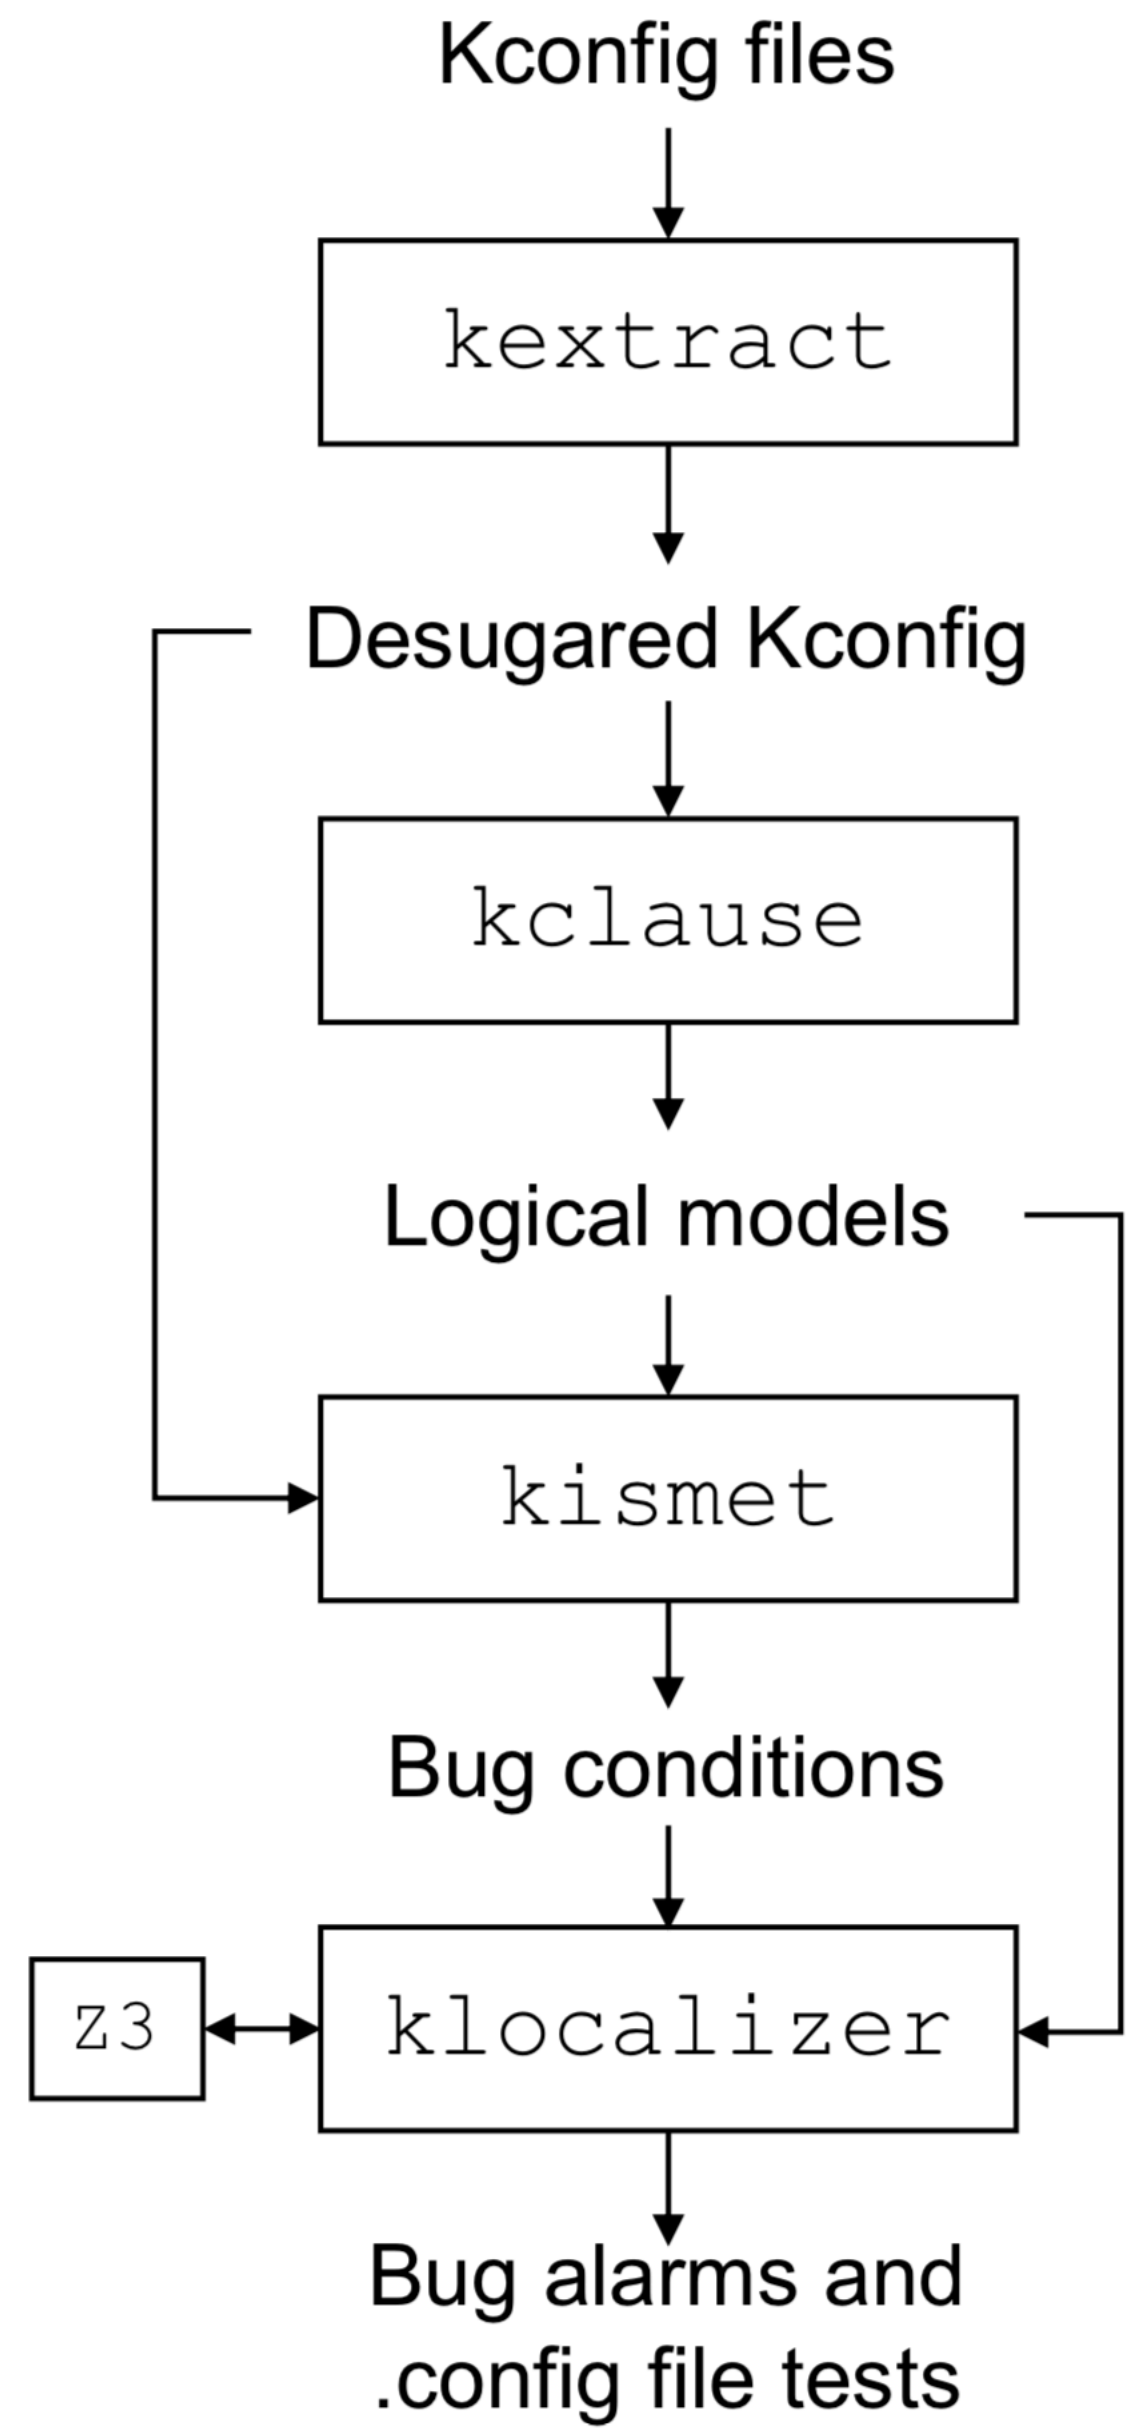 Kconfig files
kextract
Desugared Kconfig
kclause
Logical models
kismet
Bug conditions
Z3
klocalizer
Bug alarms and
.config file tests